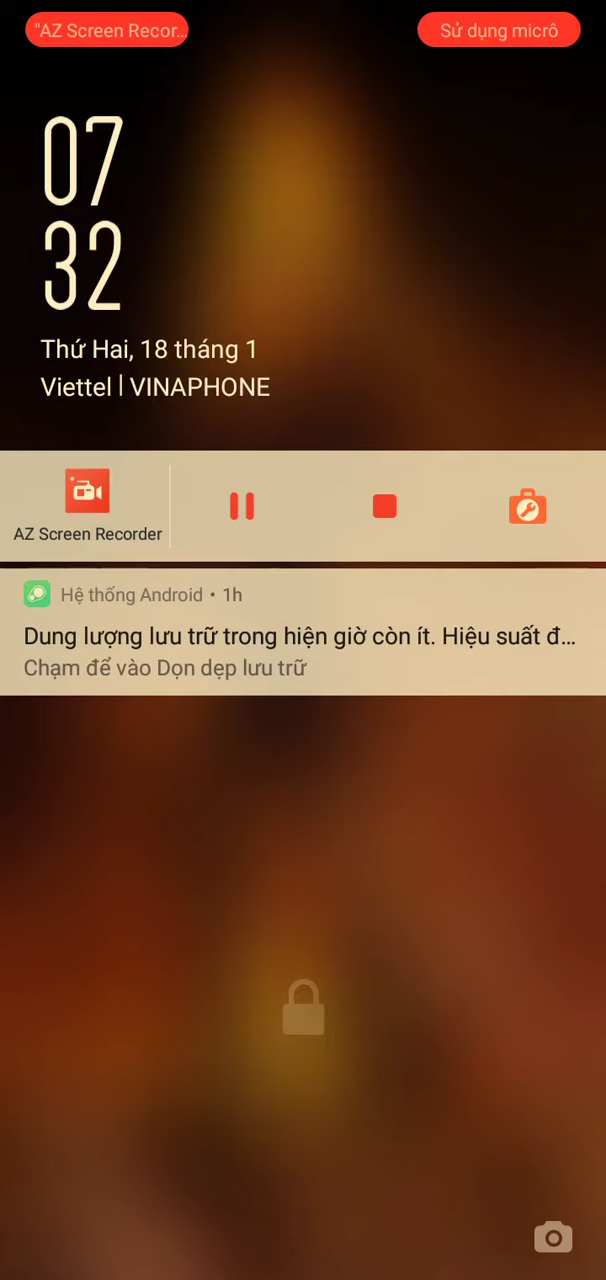 "AZ Screen Recor...
Sử dụng micrô
07
32
Thứ Hai, 18 tháng 1
Viettel | VINAPHONE
AZ Screen Recorder
Hệ thống Android • 1h
Dung lượng lưu trữ trong hiện giờ còn ít. Hiệu suất đ...
Chạm để vào Dọn dẹp lưu trữ